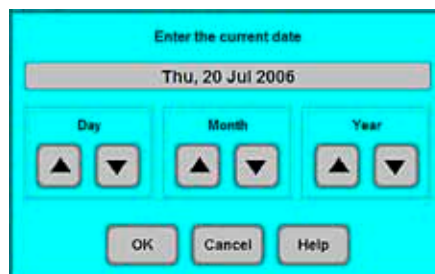 Enter the current date
Thu, 20 Jul 2006
Day Month Year
OK Cancel Help